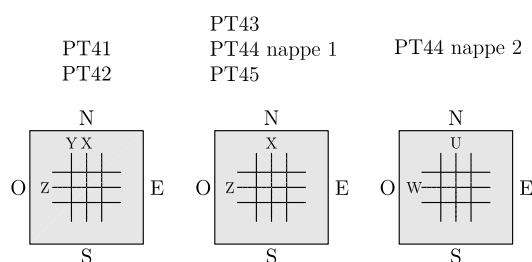 PT41
PT42
PT43
PT44 nappe 1
PT45
PT44 nappe 2
N
Y X
O Z E
S
N
X
O Z E
S
N
U
O W E
S